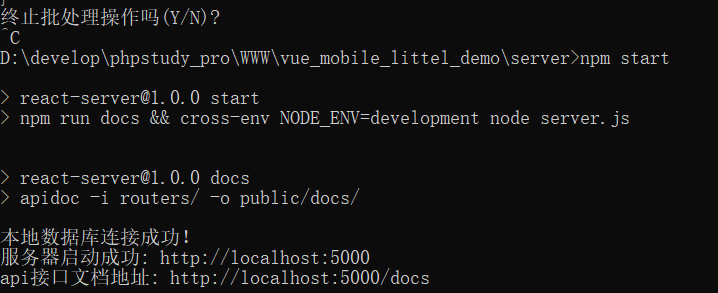 终止批处理操作吗(Y/N)?
^C
D:\develop\phpstudy_pro\WWW\vue_mobile_littel_demo\server>npm start
> react-server@1.0.0 start
> npm run docs && cross-env NODE_ENV=development node server.js
> react-server@1.0.0 docs
> apidoc -i routers/ -o public/docs/
本地数据库连接成功!
服务器启动成功: http://localhost:5000
api接口文档地址: http://localhost:5000/docs